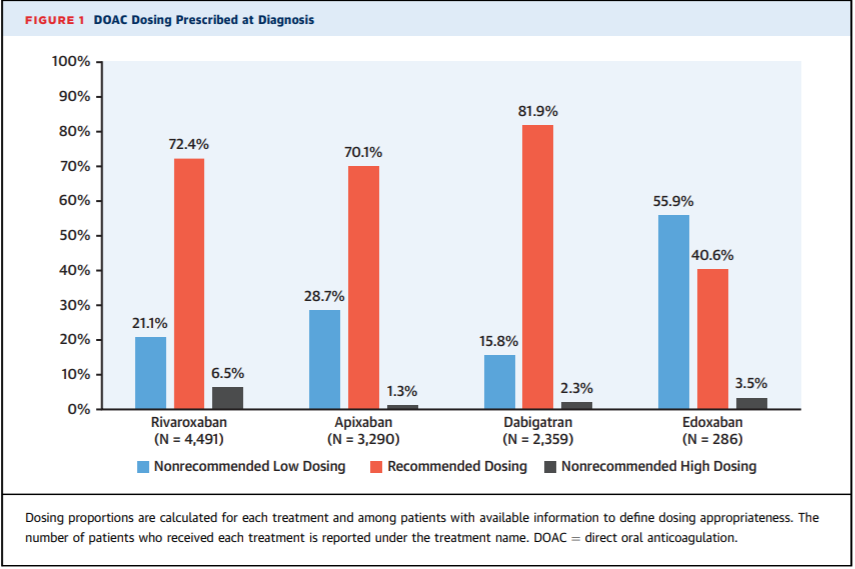 FIGURE 1 DOAC Dosing Prescribed at Diagnosis
100%
90%
80%
70%
60%
50%
40%
30%
20%
10%
0%
21.1%
72.4%
6.5%
28.7%
70.1%
1.3%
15.8%
81.9%
2.3%
55.9%
40.6%
3.5%
Rivaroxaban
(N = 4,491)
Apixaban
(N = 3,290)
Dabigatran
(N = 2,359)
Edoxaban
(N = 286)
Nonrecommended Low Dosing Recommended Dosing Nonrecommended High Dosing
Dosing proportions are calculated for each treatment and among patients with available information to define dosing appropriateness. The
number of patients who received each treatment is reported under the treatment name. DOAC = direct oral anticoagulation.